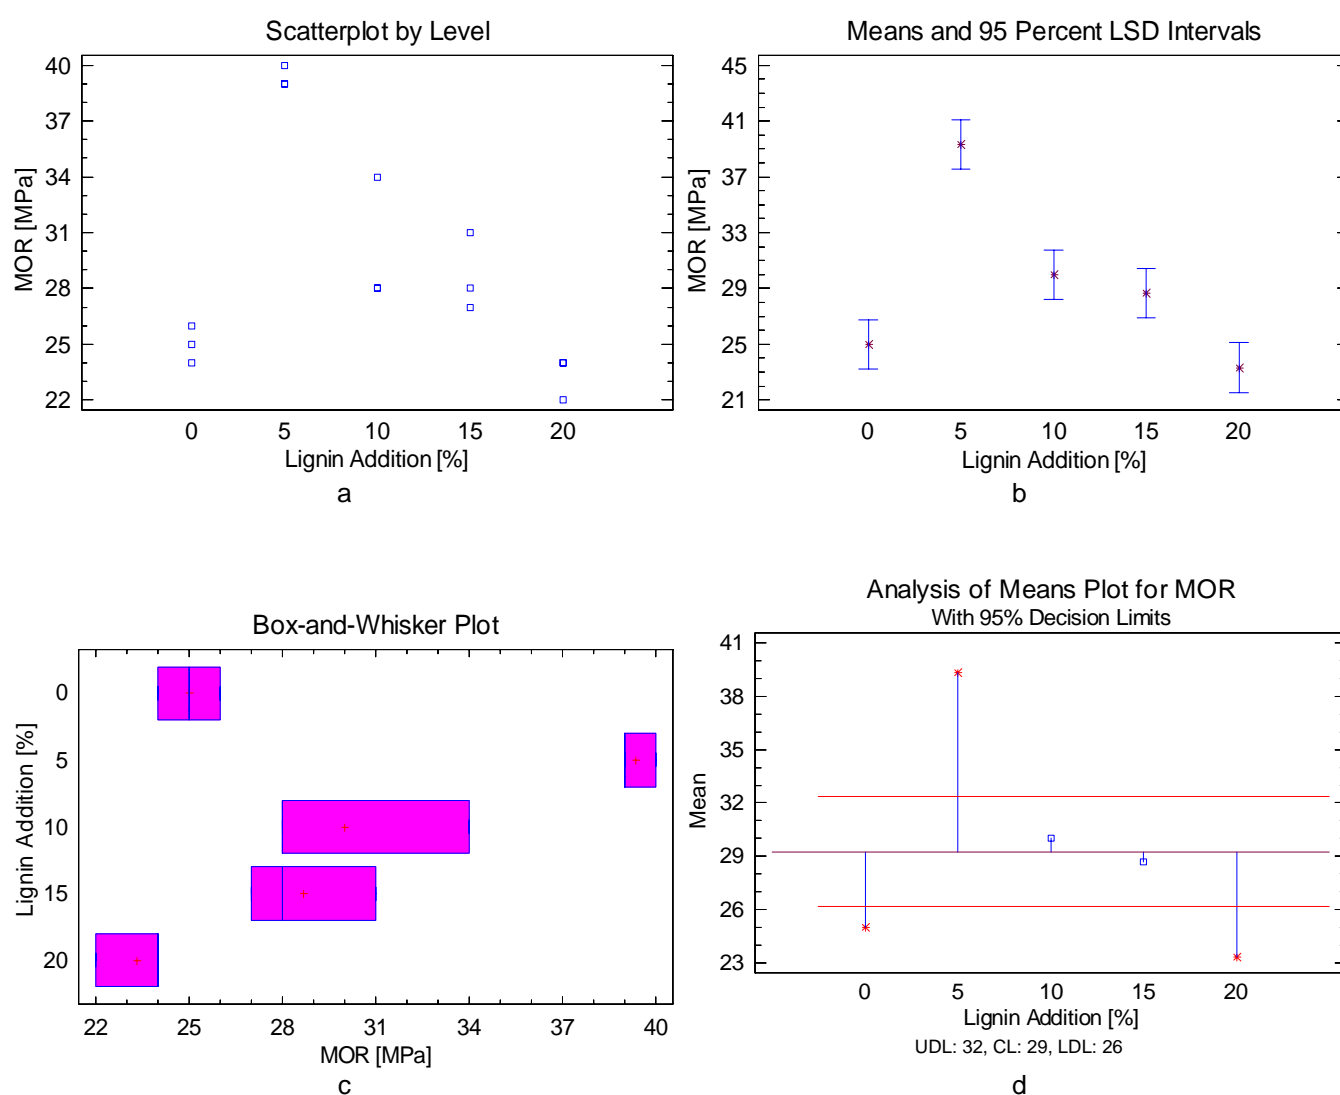 Scatterplot by Level
40
37
34
31
28
25
22
MOR [MPa]
0 5 10 15 20
Lignin Addition [%]
a
Means and 95 Percent LSD Intervals
45
41
37
33
29
25
21
MOR [MPa]
0 5 10 15 20
Lignin Addition [%]
b
Box-and-Whisker Plot
Lignin Addition [%]
0
5
10
15
20
22 25 28 31 34 37 40
MOR [MPa]
c
Analysis of Means Plot for MOR
With 95% Decision Limits
41
38
35
32
29
26
23
Mean
0 5 10 15 20
Lignin Addition [%]
UDL: 32, CL: 29, LDL: 26
d